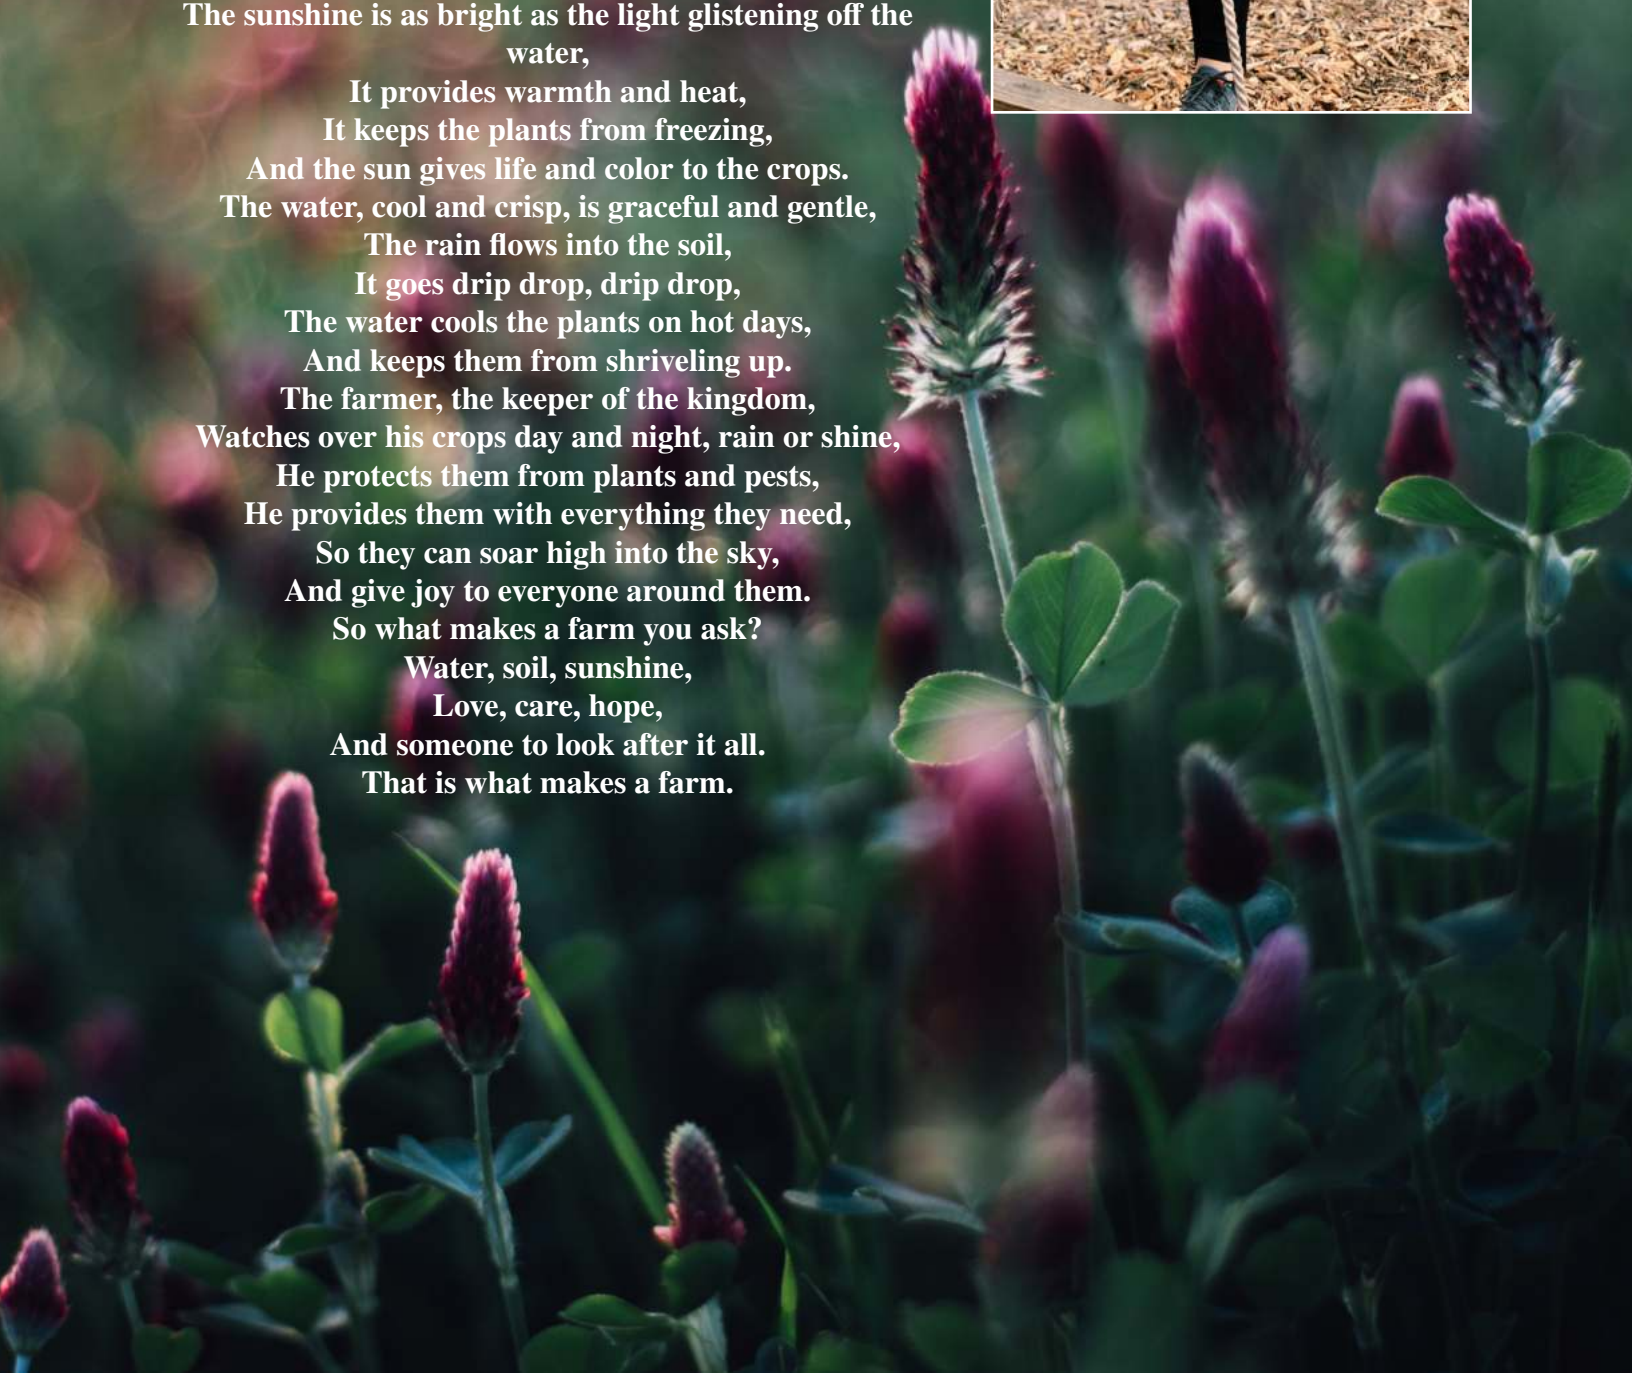 The sunshine is as bright as the light glistening off the
water,
It provides warmth and heat,
It keeps the plants from freezing,
And the sun gives life and color to the crops.
The water, cool and crisp, is graceful and gentle,
The rain flows into the soil,
It goes drip drop, drip drop,
The water cools the plants on hot days,
And keeps them from shriveling up.
The farmer, the keeper of the kingdom,
Watches over his crops day and night, rain or shine,
He protects them from plants and pests,
He provides them with everything they need,
So they can soar high into the sky,
And give joy to everyone around them.
So what makes a farm you ask?
Water, soil, sunshine,
Love, care, hope,
And someone to look after it all.
That is what makes a farm.